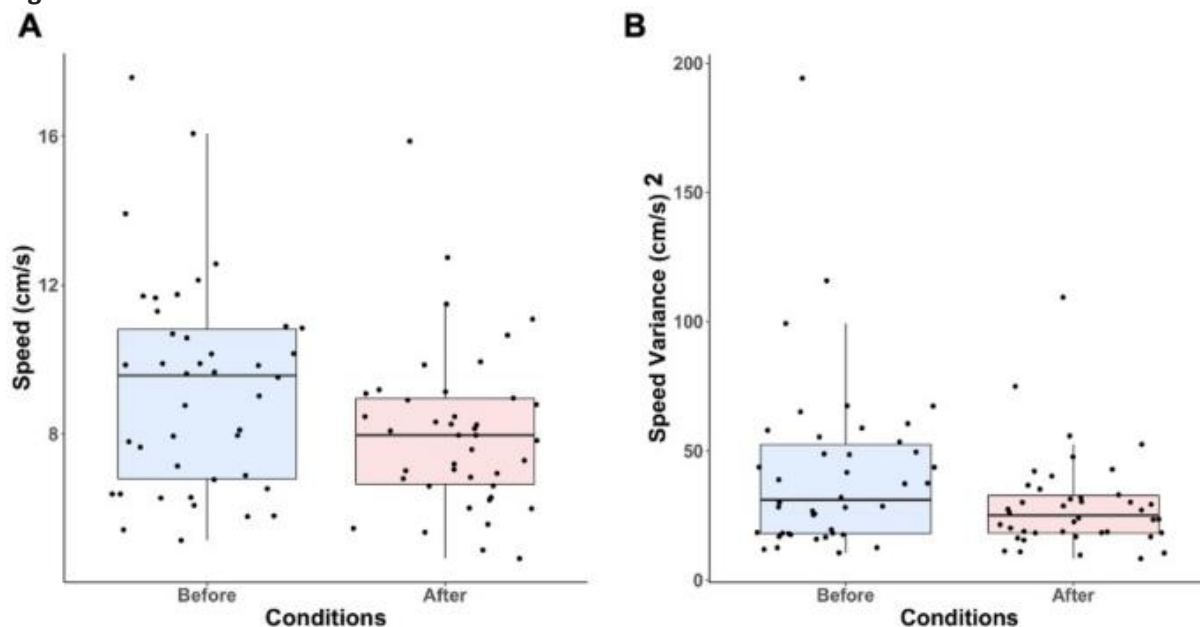 A
B
Speed (cm/s)
16
12
8
Before
After
Conditions
Speed Variance (cm/s) 2
200
150
100
50
0
Before
After
Conditions